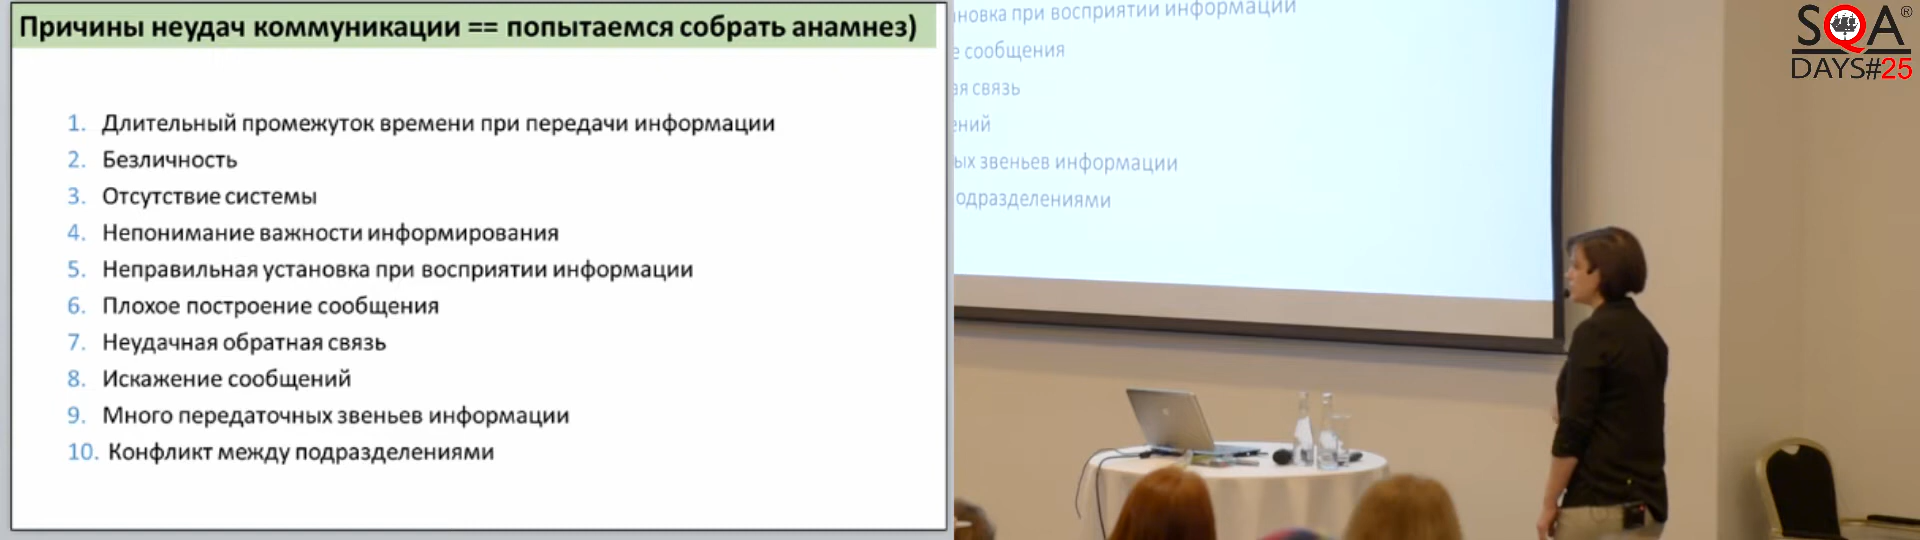 Причины неудач коммуникации == попытаемся собрать анамнез)
1. Длительный промежуток времени при передачи информации
2. Безличность
3. Отсутствие системы
4. Непонимание важности информирования
5. Неправильная установка при восприятии информации
6. Плохое построение сообщения
7. Неудачная обратная связь
8. Искажение сообщений
9. Много передаточных звеньев информации
10. Конфликт между подразделениями
ановка при восприятии информации
е сообщения
ая связь
ений
ых звеньев информации
одразделениями
SQA®
DAYS#25